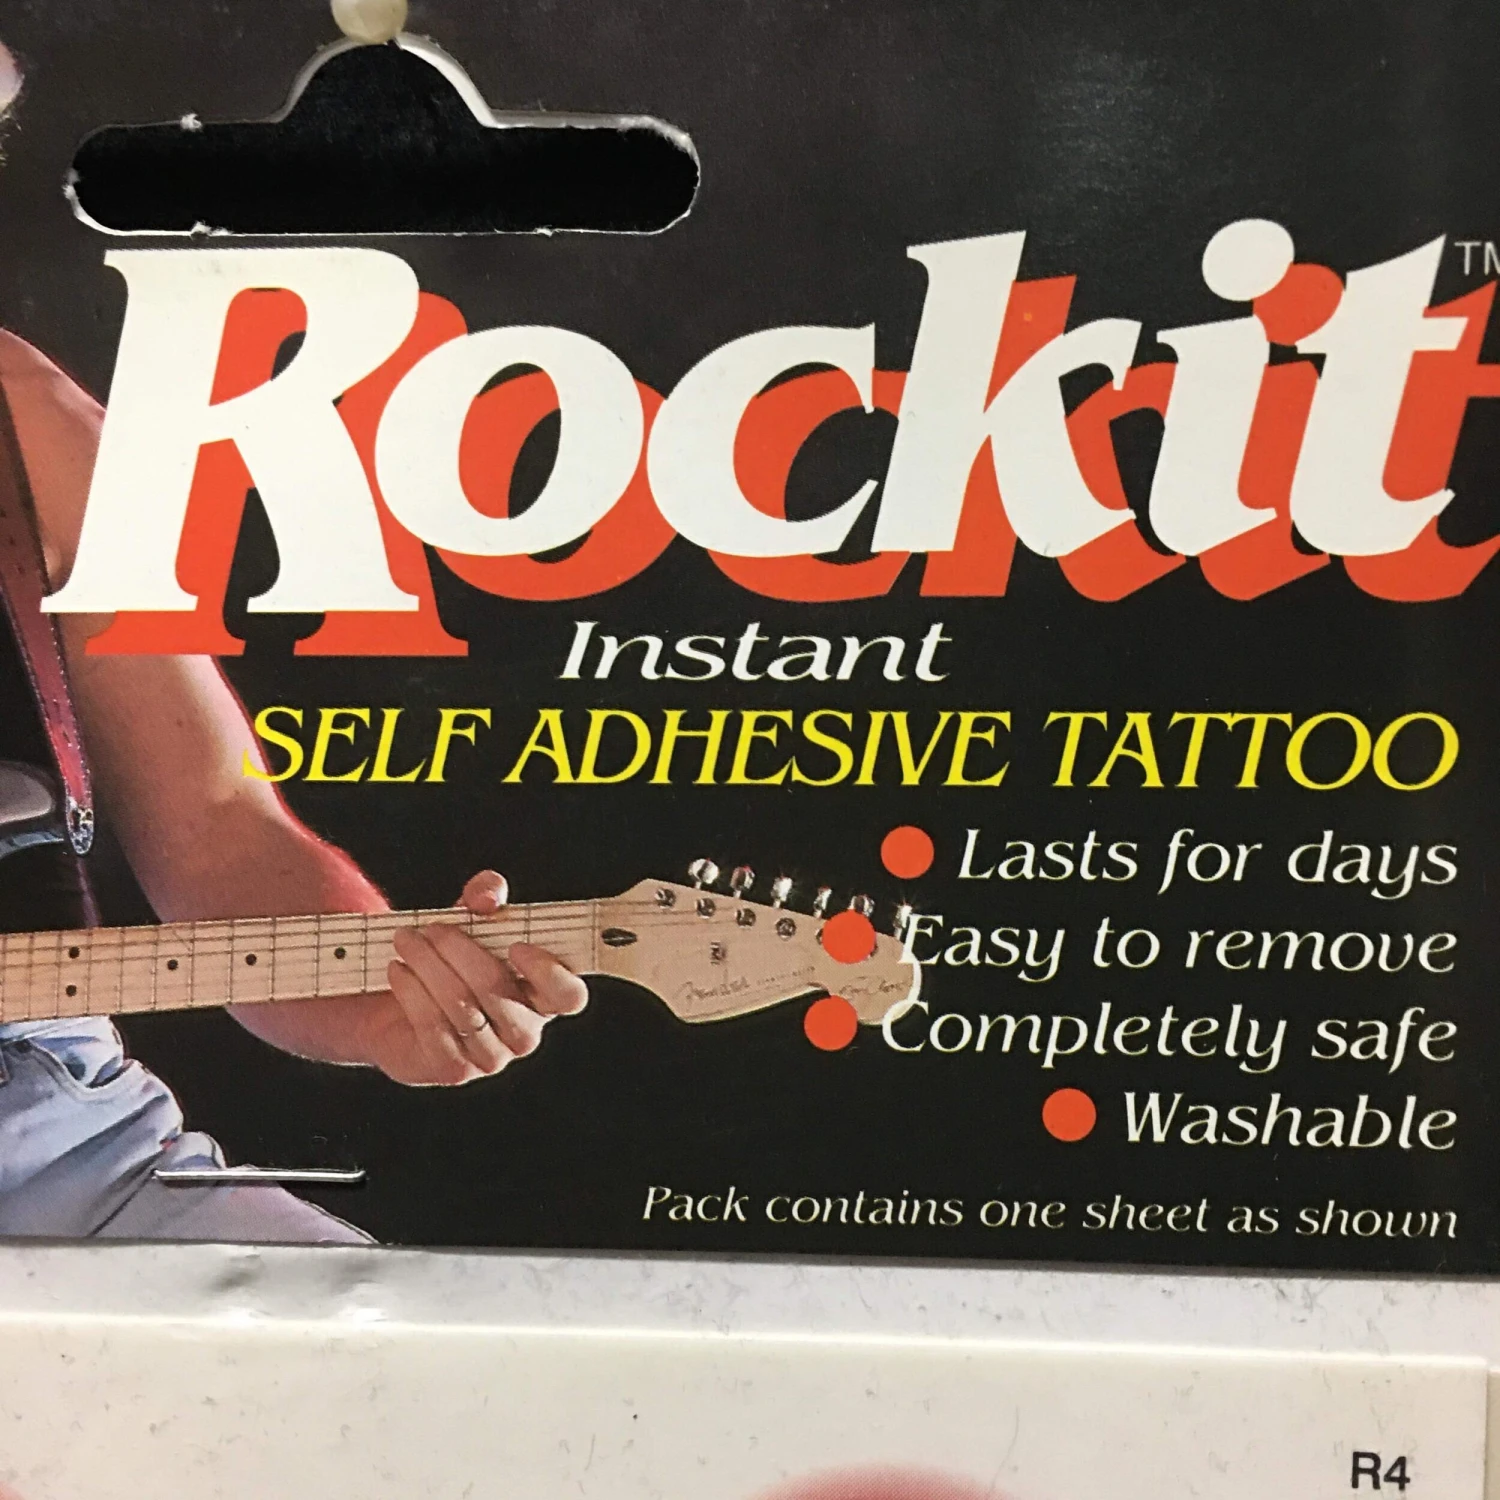 Rockit™
Instant
SELF ADHESIVE TATTOO
● Lasts for days
● Easy to remove
● Completely safe
● Washable
Pack contains one sheet as shown
R4